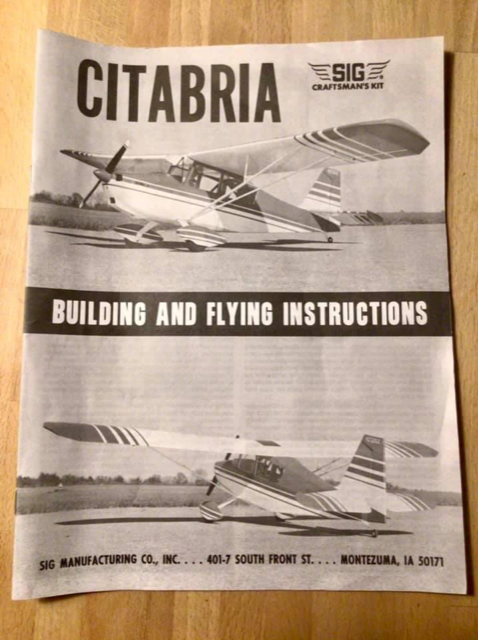 CITABRIA
SIG
CRAFTSMAN'S KIT
BUILDING AND FLYING INSTRUCTIONS
SIG MANUFACTURING CO., INC. . . . 401-7 SOUTH FRONT ST. . . . MONTEZUMA, IA 50171